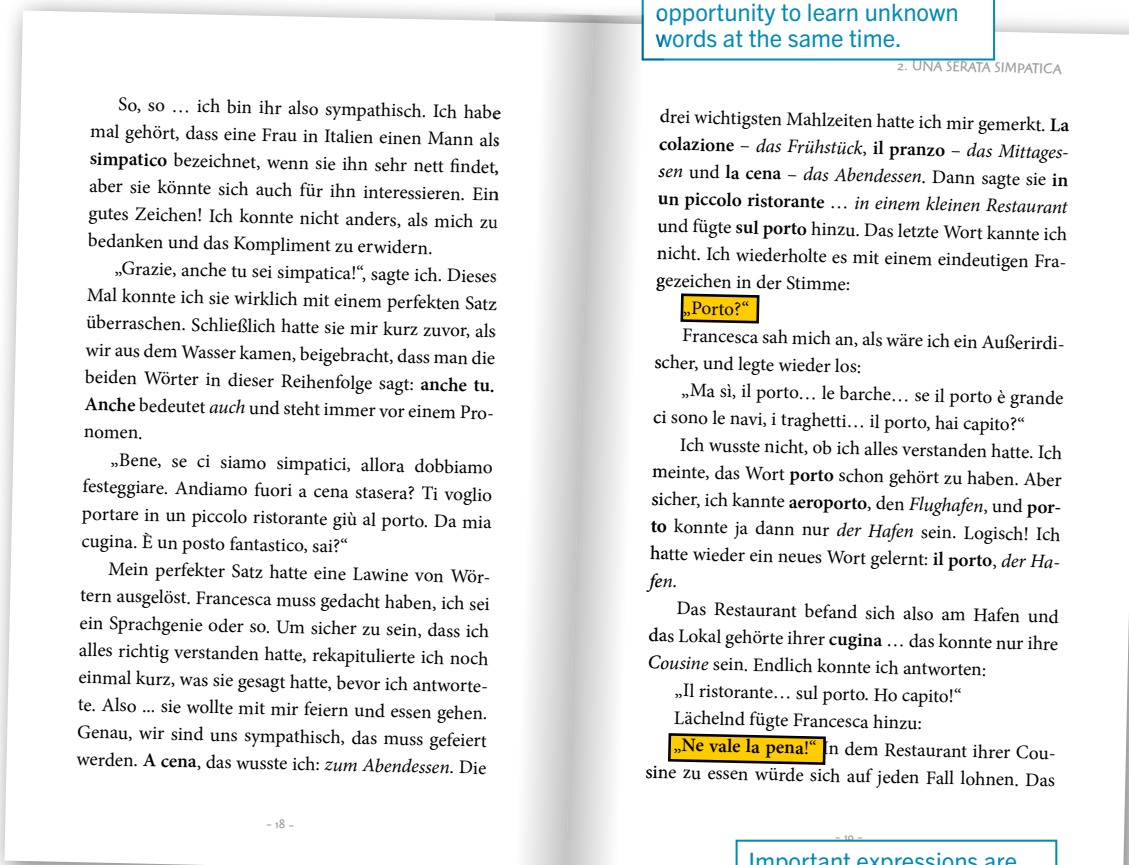 opportunity to learn unknown
words at the same time.
So, so … ich bin ihr also sympathisch. Ich habe
mal gehört, dass eine Frau in Italien einen Mann als
simpatico bezeichnet, wenn sie ihn sehr nett findet,
aber sie könnte sich auch für ihn interessieren. Ein
gutes Zeichen! Ich konnte nicht anders, als mich zu
bedanken und das Kompliment zu erwidern.
„Grazie, anche tu sei simpatica!“, sagte ich. Dieses
Mal konnte ich sie wirklich mit einem perfekten Satz
überraschen. Schließlich hatte sie mir kurz zuvor, als
wir aus dem Wasser kamen, beigebracht, dass man die
beiden Wörter in dieser Reihenfolge sagt: anche tu.
Anche bedeutet auch und steht immer vor einem Pro-
nomen.
„Bene, se ci siamo simpatici, allora dobbiamo
festeggiare. Andiamo fuori a cena stasera? Ti voglio
portare in un piccolo ristorante giù al porto. Da mia
cugina. È un posto fantastico, sai?“
Mein perfekter Satz hatte eine Lawine von Wör-
tern ausgelöst. Francesca muss gedacht haben, ich sei
ein Sprachgenie oder so. Um sicher zu sein, dass ich
alles richtig verstanden hatte, rekapitulierte ich noch
einmal kurz, was sie gesagt hatte, bevor ich antworte-
te. Also ... sie wollte mit mir feiern und essen gehen.
Genau, wir sind uns sympathisch, das muss gefeiert
werden. A cena, das wusste ich: zum Abendessen. Die
- 18 -
2. UNA SERATA SIMPATICA
drei wichtigsten Mahlzeiten hatte ich mir gemerkt. La
colazione – das Frühstück, il pranzo – das Mittages-
sen und la cena – das Abendessen. Dann sagte sie in
un piccolo ristorante … in einem kleinen Restaurant
und fügte sul porto hinzu. Das letzte Wort kannte ich
nicht. Ich wiederholte es mit einem eindeutigen Fra-
gezeichen in der Stimme:
„Porto?“
Francesca sah mich an, als wäre ich ein Außerirdi-
scher, und legte wieder los:
„Ma sì, il porto… le barche… se il porto è grande
ci sono le navi, i traghetti… il porto, hai capito?“
Ich wusste nicht, ob ich alles verstanden hatte. Ich
meinte, das Wort porto schon gehört zu haben. Aber
sicher, ich kannte aeroporto, den Flughafen, und por-
to konnte ja dann nur der Hafen sein. Logisch! Ich
hatte wieder ein neues Wort gelernt: il porto, der Ha-
fen.
Das Restaurant befand sich also am Hafen und
das Lokal gehörte ihrer cugina … das konnte nur ihre
Cousine sein. Endlich konnte ich antworten:
„Il ristorante… sul porto. Ho capito!“
Lächelnd fügte Francesca hinzu:
„Ne vale la pena!“ In dem Restaurant ihrer Cou-
sine zu essen würde sich auf jeden Fall lohnen. Das
Important expressions are